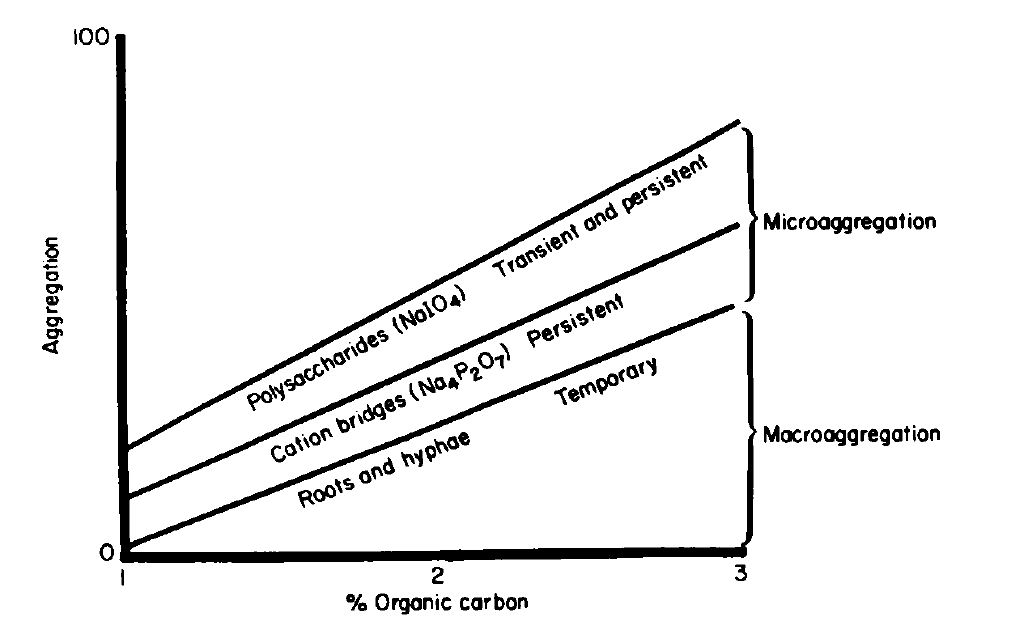 100
Aggregation
0
Polysaccharides (NaIO4) Transient and persistent
Cation bridges (Na4P2O7) Persistent
Roots and hyphae Temporary
Microaggregation
Macroaggregation
1 2 3
% Organic carbon